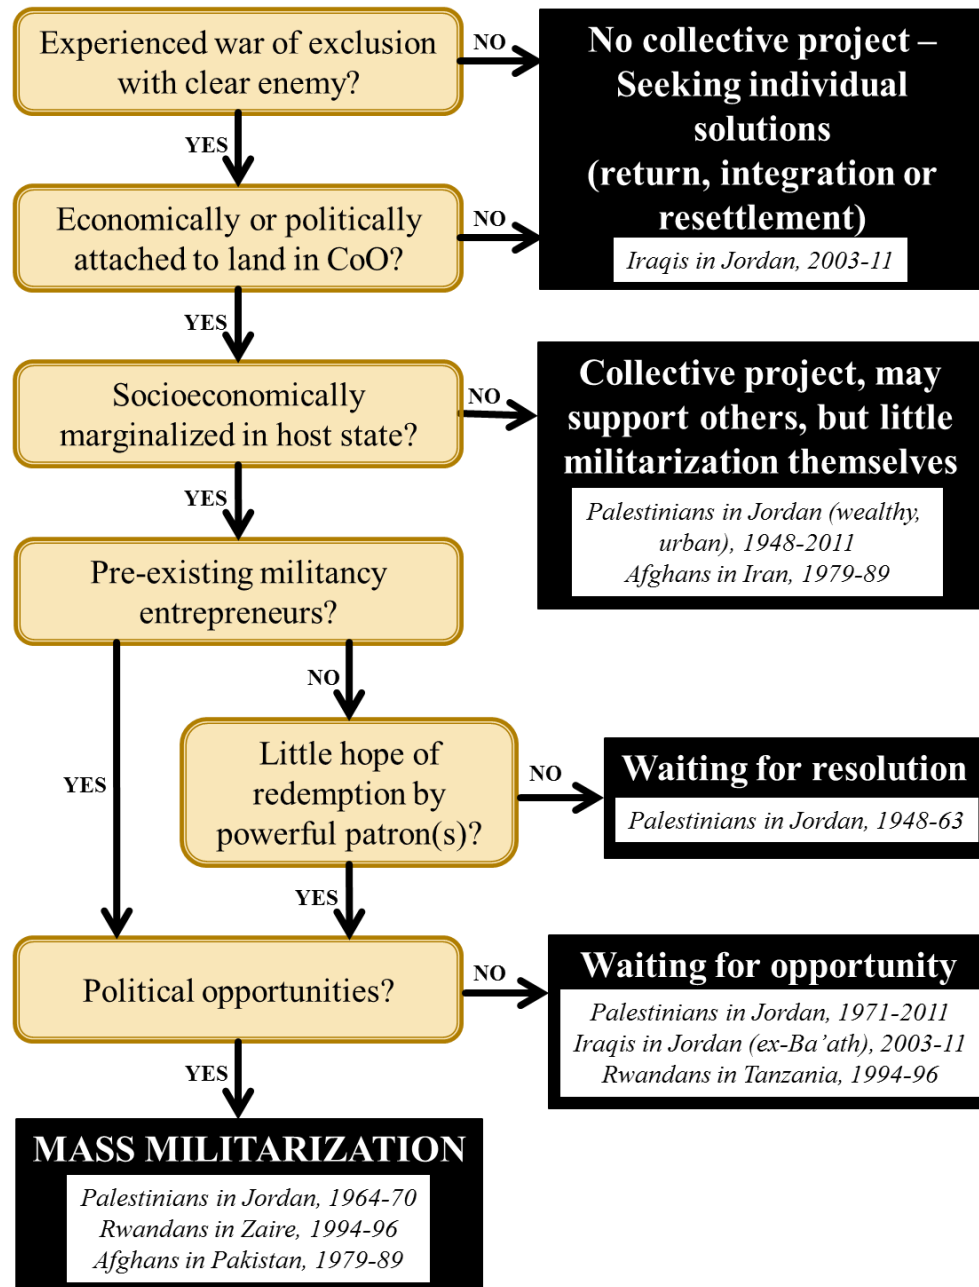 Experienced war of exclusion
with clear enemy?
NO
No collective project –
Seeking individual
solutions
(return, integration or
resettlement)
Iraqis in Jordan, 2003-11
YES
Economically or politically
attached to land in CoO?
NO
YES
Socioeconomically
marginalized in host state?
NO
Collective project, may
support others, but little
militarization themselves
Palestinians in Jordan (wealthy,
urban), 1948-2011
Afghans in Iran, 1979-89
YES
Pre-existing militancy
entrepreneurs?
NO
YES
Little hope of
redemption by
powerful patron(s)?
NO
Waiting for resolution
Palestinians in Jordan, 1948-63
YES
Political opportunities?
NO
Waiting for opportunity
Palestinians in Jordan, 1971-2011
Iraqis in Jordan (ex-Ba’ath), 2003-11
Rwandans in Tanzania, 1994-96
YES
MASS MILITARIZATION
Palestinians in Jordan, 1964-70
Rwandans in Zaire, 1994-96
Afghans in Pakistan, 1979-89